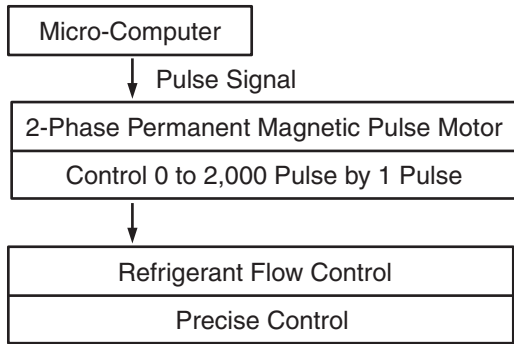 Micro-Computer
Pulse Signal
2-Phase Permanent Magnetic Pulse Motor
Control 0 to 2,000 Pulse by 1 Pulse
Refrigerant Flow Control
Precise Control